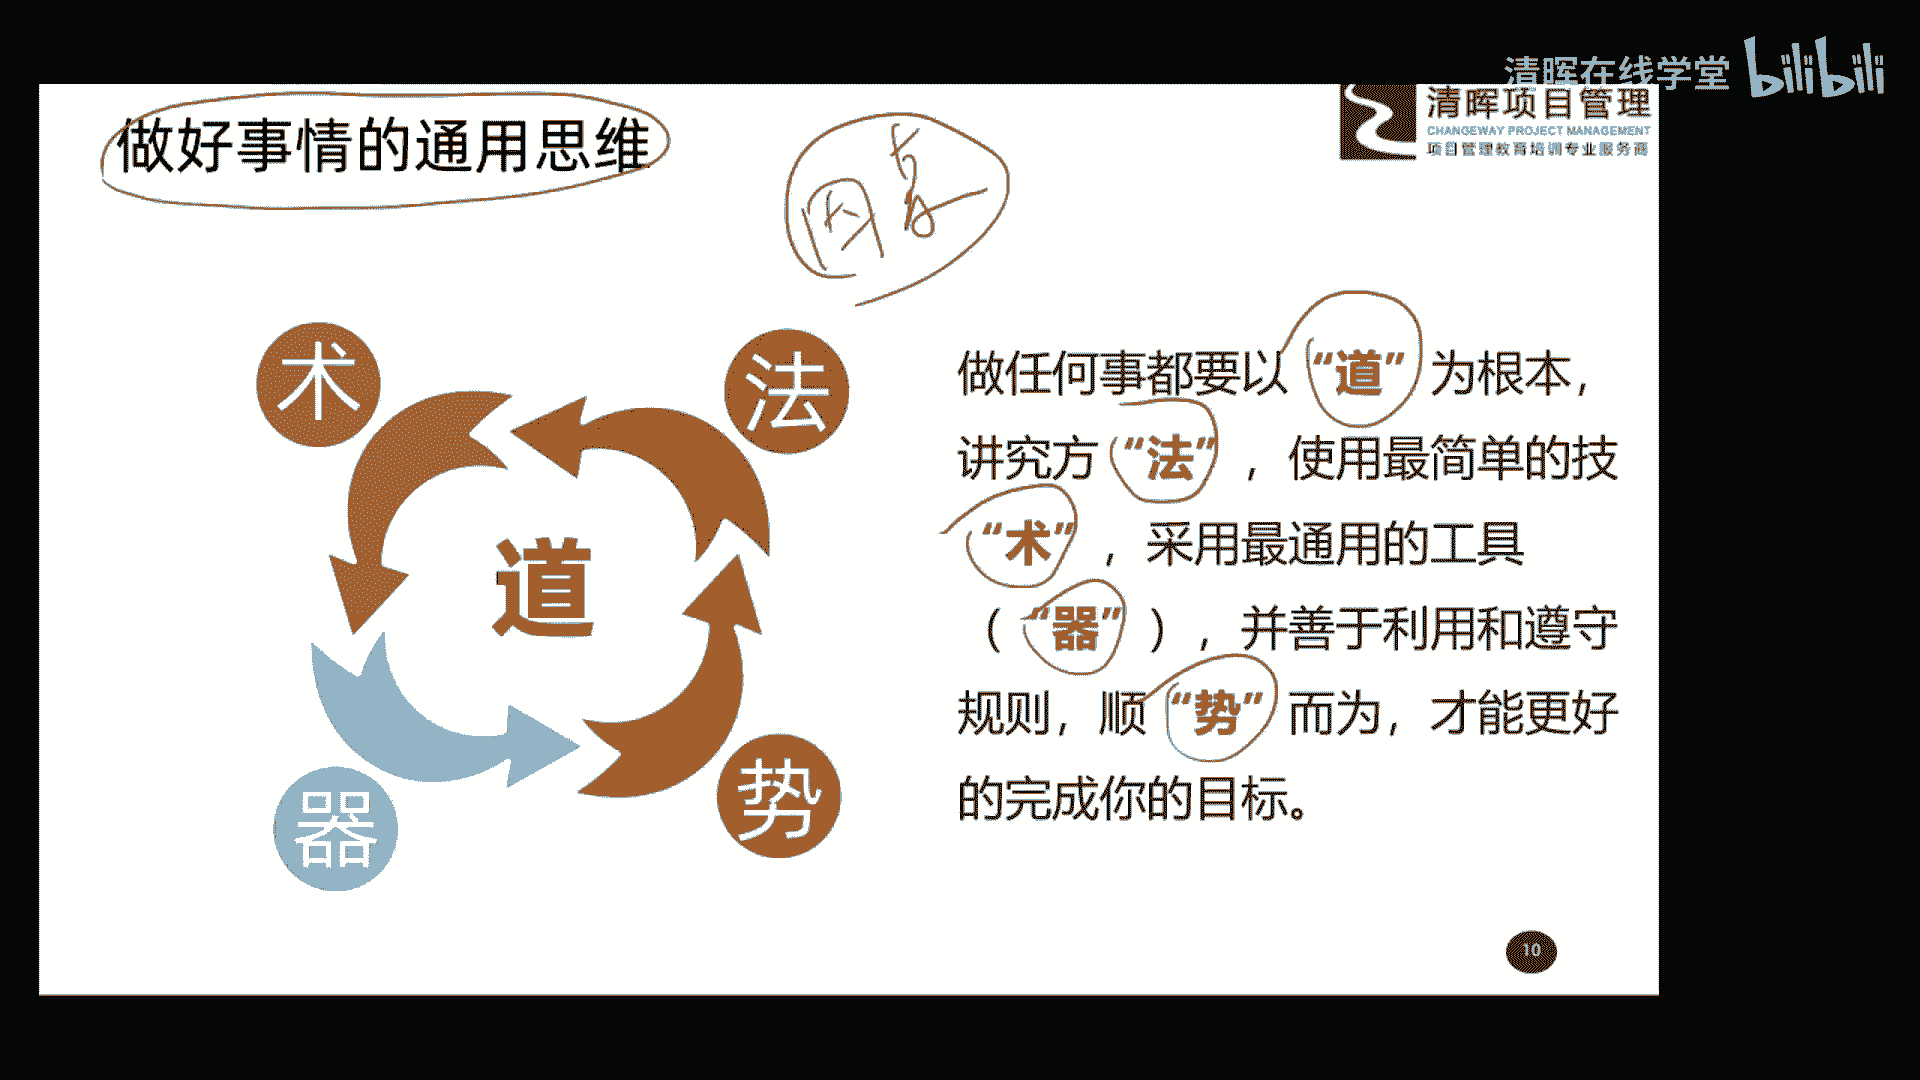 清晖在线学堂 bilibili
做好事情的通用思维
清晖项目管理
CHANGEWAY PROJECT MANAGEMENT
项目管理教育培训专业服务商
因素
术
法
道
器
势
做任何事都要以“道”为根本，
讲究方“法”，使用最简单的技
“术”，采用最通用的工具
（“器”），并善于利用和遵守
规则，顺“势”而为，才能更好
的完成你的目标。
10